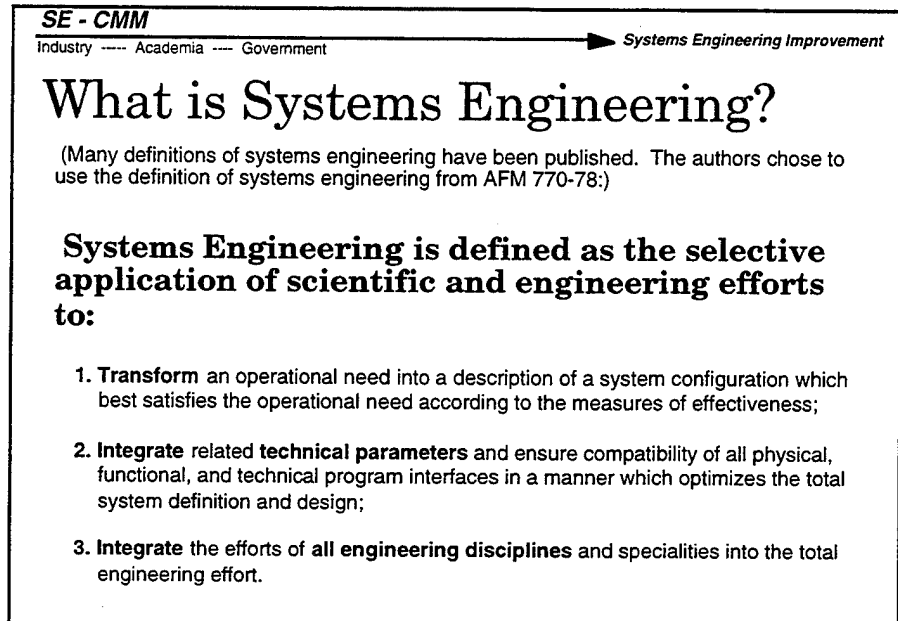 SE - CMM
Industry ----- Academia ---- Government
Systems Engineering Improvement
What is Systems Engineering?
(Many definitions of systems engineering have been published. The authors chose to
use the definition of systems engineering from AFM 770-78:)
Systems Engineering is defined as the selective
application of scientific and engineering efforts
to:
1. Transform an operational need into a description of a system configuration which
best satisfies the operational need according to the measures of effectiveness;
2. Integrate related technical parameters and ensure compatibility of all physical,
functional, and technical program interfaces in a manner which optimizes the total
system definition and design;
3. Integrate the efforts of all engineering disciplines and specialities into the total
engineering effort.